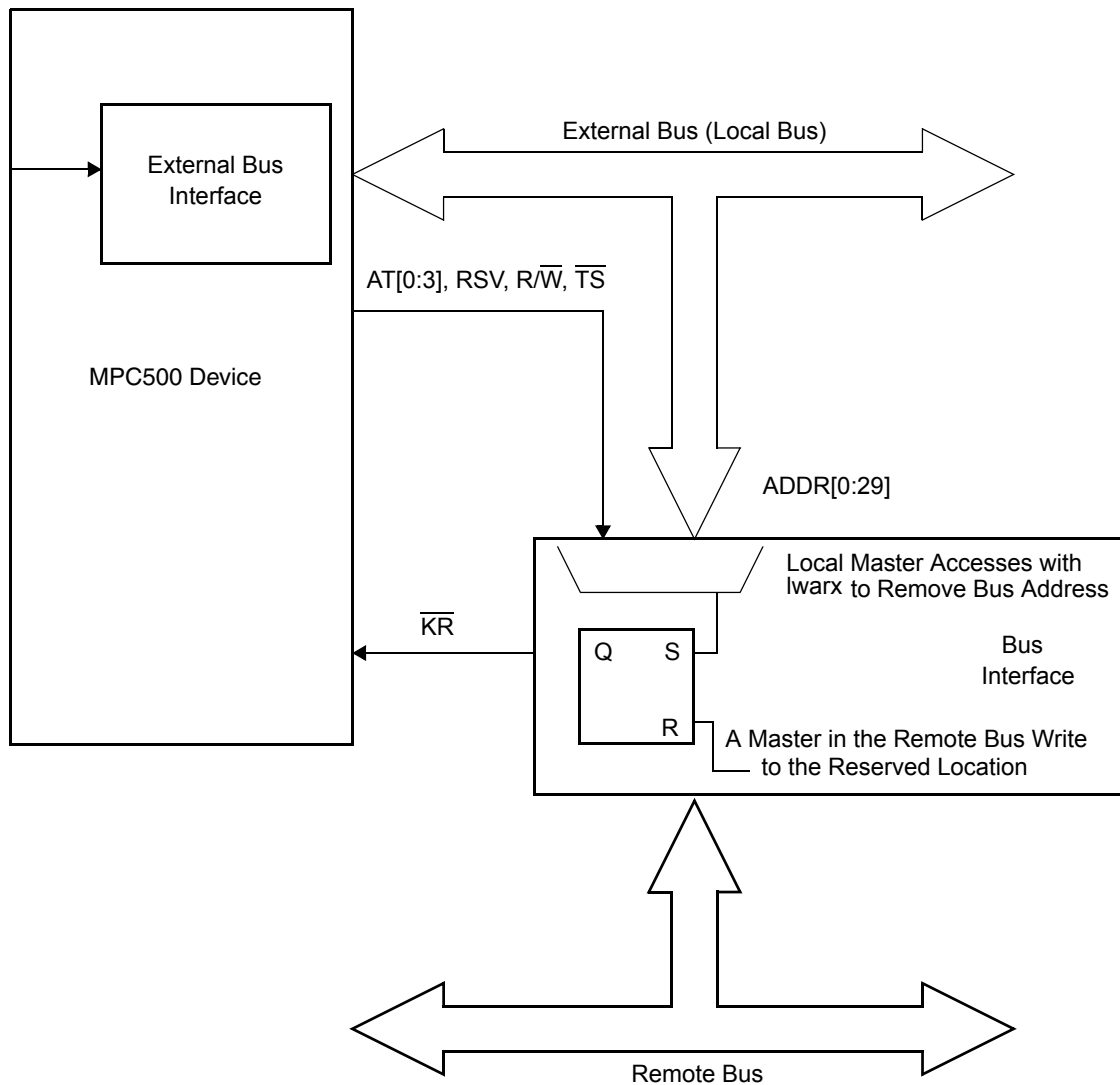 External Bus (Local Bus)
External Bus
Interface
AT[0:3], RSV, R/W̅, T̅S̅
MPC500 Device
ADDR[0:29]
Local Master Accesses with
lwarx to Remove Bus Address
K̅R̅
Q S
Bus
Interface
R
A Master in the Remote Bus Write
to the Reserved Location
Remote Bus